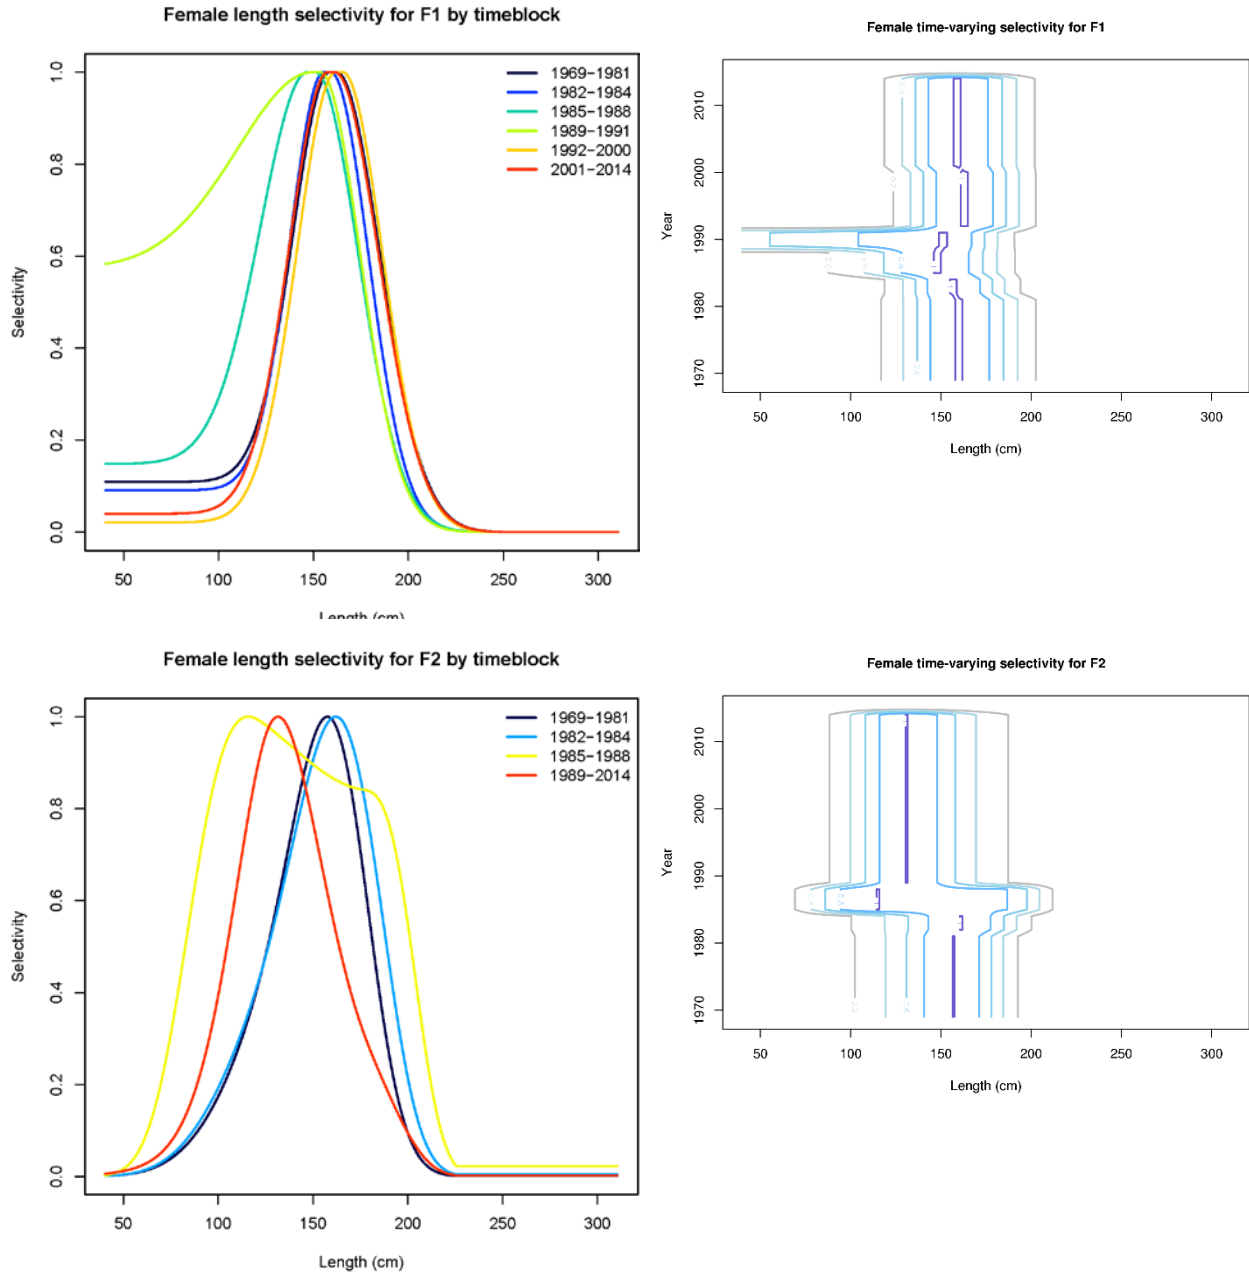 Female length selectivity for F1 by timeblock
1.0
0.8
0.6
0.4
0.2
0.0
Selectivity
1969-1981
1982-1984
1985-1988
1989-1991
1992-2000
2001-2014
50 100 150 200 250 300
Length (cm)
Female time-varying selectivity for F1
2010
2000
1990
1980
1970
Year
50 100 150 200 250 300
Length (cm)
Female length selectivity for F2 by timeblock
1.0
0.8
0.6
0.4
0.2
0.0
Selectivity
1969-1981
1982-1984
1985-1988
1989-2014
50 100 150 200 250 300
Length (cm)
Female time-varying selectivity for F2
2010
2000
1990
1980
1970
Year
50 100 150 200 250 300
Length (cm)